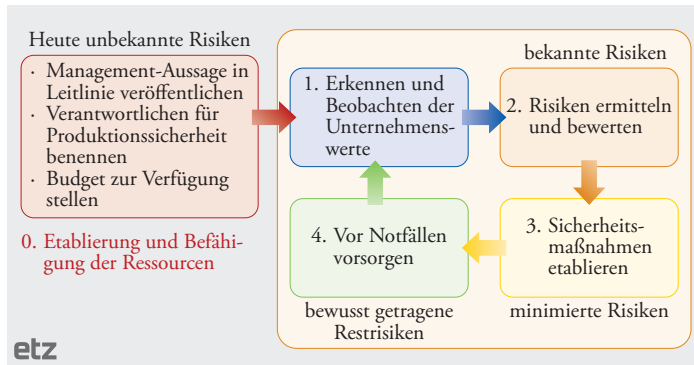 Heute unbekannte Risiken
· Management-Aussage in
Leitlinie veröffentlichen
· Verantwortlichen für
Produktionssicherheit
benennen
· Budget zur Verfügung
stellen
0. Etablierung und Befähi-
gung der Ressourcen
bekannte Risiken
1. Erkennen und
Beobachten der
Unternehmens-
werte
2. Risiken ermitteln
und bewerten
3. Sicherheits-
maßnahmen
etablieren
4. Vor Notfällen
vorsorgen
bewusst getragene
Restrisiken
minimierte Risiken
etz